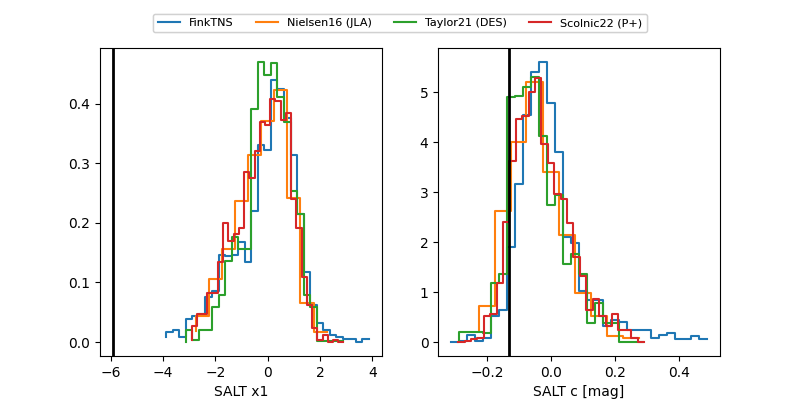 FinkTNS Nielsen16 (JLA) Taylor21 (DES) Scolnic22 (P+)
0.4
0.3
0.2
0.1
0.0
−6 −4 −2 0 2 4
SALT x1
5
4
3
2
1
0
−0.2 0.0 0.2 0.4
SALT c [mag]